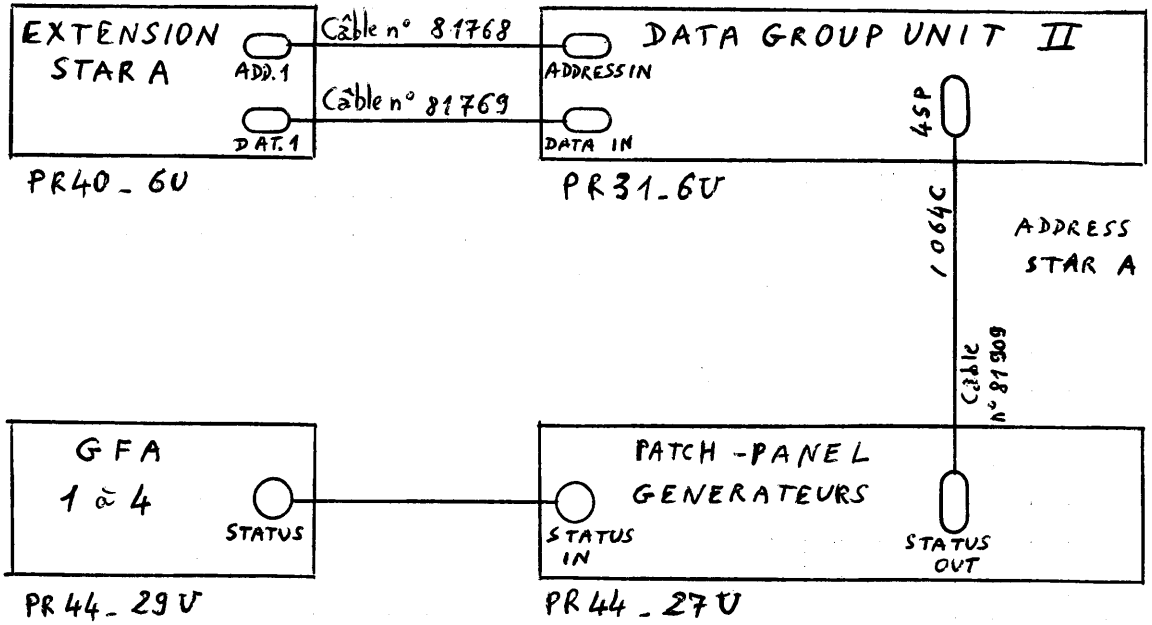 EXTENSION
STAR A
ADD.1
DAT.1
PR40_6U
Câble n° 81768
Câble n° 81769
DATA GROUP UNIT II
ADDRESS IN
DATA IN
45P
PR31_6U
1064C
ADDRESS
STAR A
Câble
n° 81909
GFA
1 à 4
STATUS
PR44_29U
PATCH-PANEL
GENERATEURS
STATUS
IN
STATUS
OUT
PR44_27U